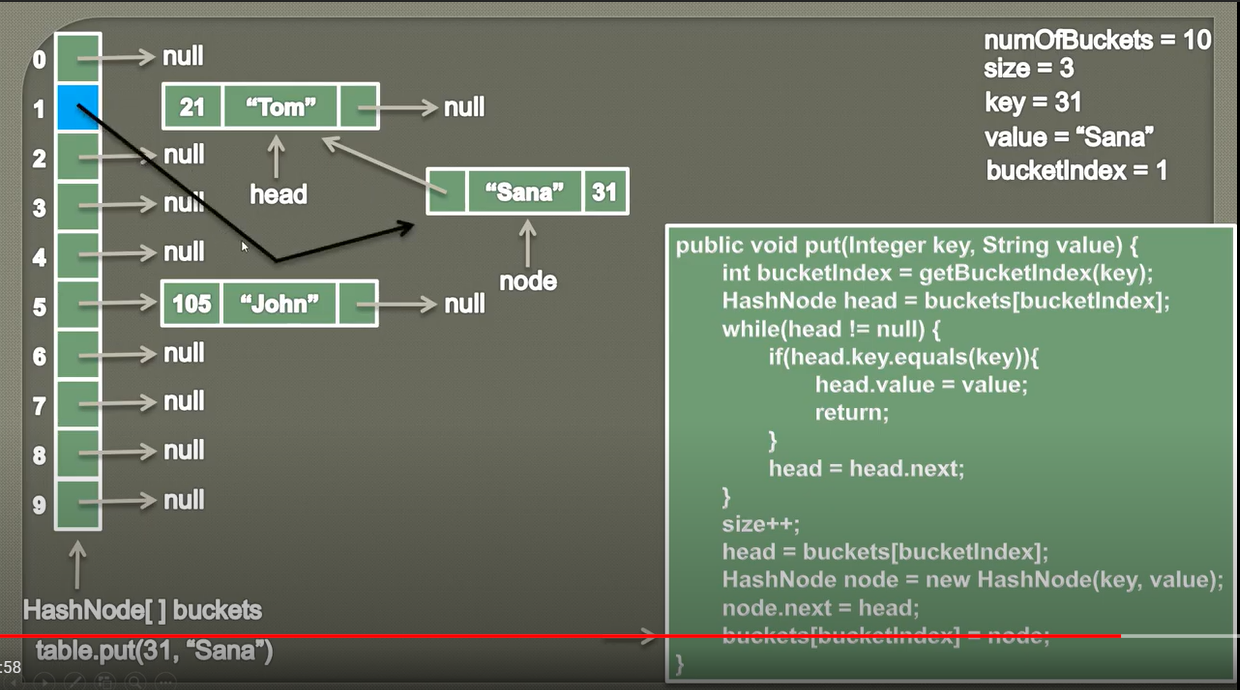 numOfBuckets = 10
size = 3
key = 31
value = “Sana”
bucketIndex = 1
0 null
1 21 “Tom” null
2 null
head
“Sana” 31
3 null
4 null
node
5 105 “John” null
6 null
7 null
8 null
9 null
HashNode[ ] buckets
table.put(31, “Sana”)
:58
public void put(Integer key, String value) {
int bucketIndex = getBucketIndex(key);
HashNode head = buckets[bucketIndex];
while(head != null) {
if(head.key.equals(key)){
head.value = value;
return;
}
head = head.next;
}
size++;
head = buckets[bucketIndex];
HashNode node = new HashNode(key, value);
node.next = head;
buckets[bucketIndex] = node;
}